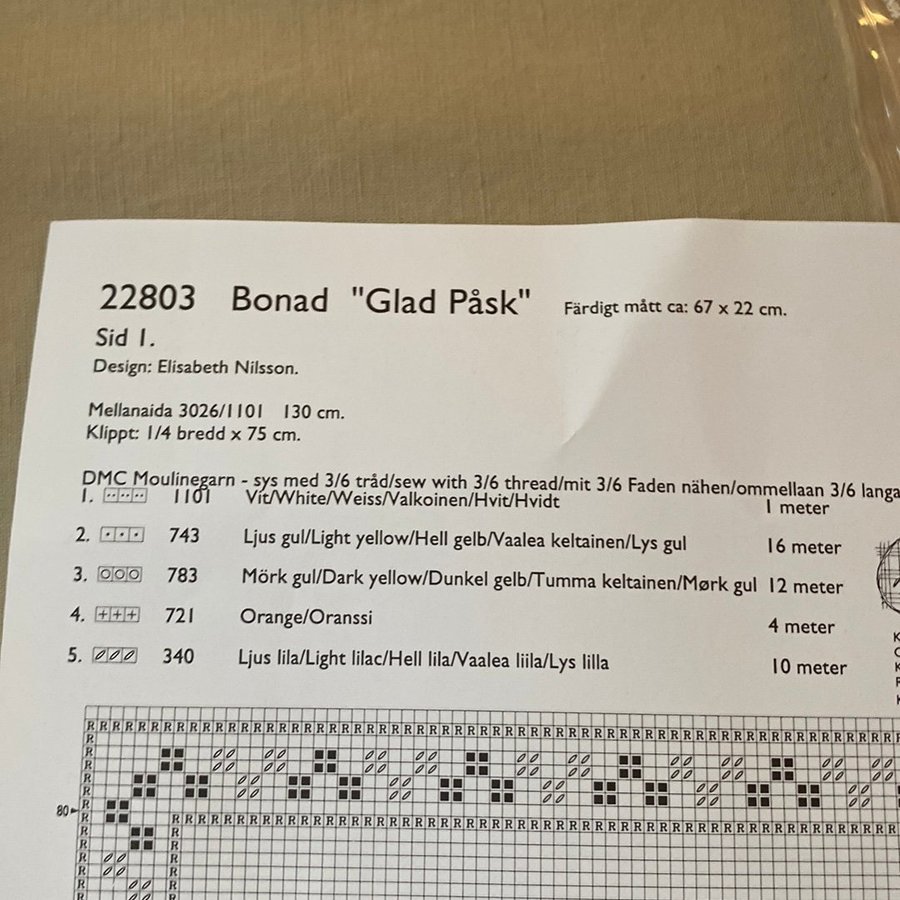 22803 Bonad "Glad Påsk" Färdigt mått ca: 67 x 22 cm.
Sid 1.
Design: Elisabeth Nilsson.
Mellanaida 3026/1101 130 cm.
Klippt: 1/4 bredd x 75 cm.
DMC Moulinegarn - sys med 3/6 tråd/sew with 3/6 thread/mit 3/6 Faden nähen/ommellaan 3/6 langa
1. 1101 Vit/White/Weiss/Valkoinen/Hvit/Hvidt 1 meter
2. 743 Ljus gul/Light yellow/Hell gelb/Vaalea keltainen/Lys gul 16 meter
3. 783 Mörk gul/Dark yellow/Dunkel gelb/Tumma keltainen/Mørk gul 12 meter
4. 721 Orange/Oranssi 4 meter
5. 340 Ljus lila/Light lilac/Hell lila/Vaalea liila/Lys lilla 10 meter
80